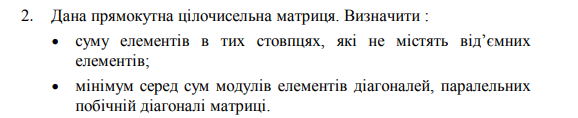 2. Дана прямокутна цілочисельна матриця. Визначити :
• суму елементів в тих стовпцях, які не містять від’ємних
елементів;
• мінімум серед сум модулів елементів діагоналей, паралельних
побічній діагоналі матриці.